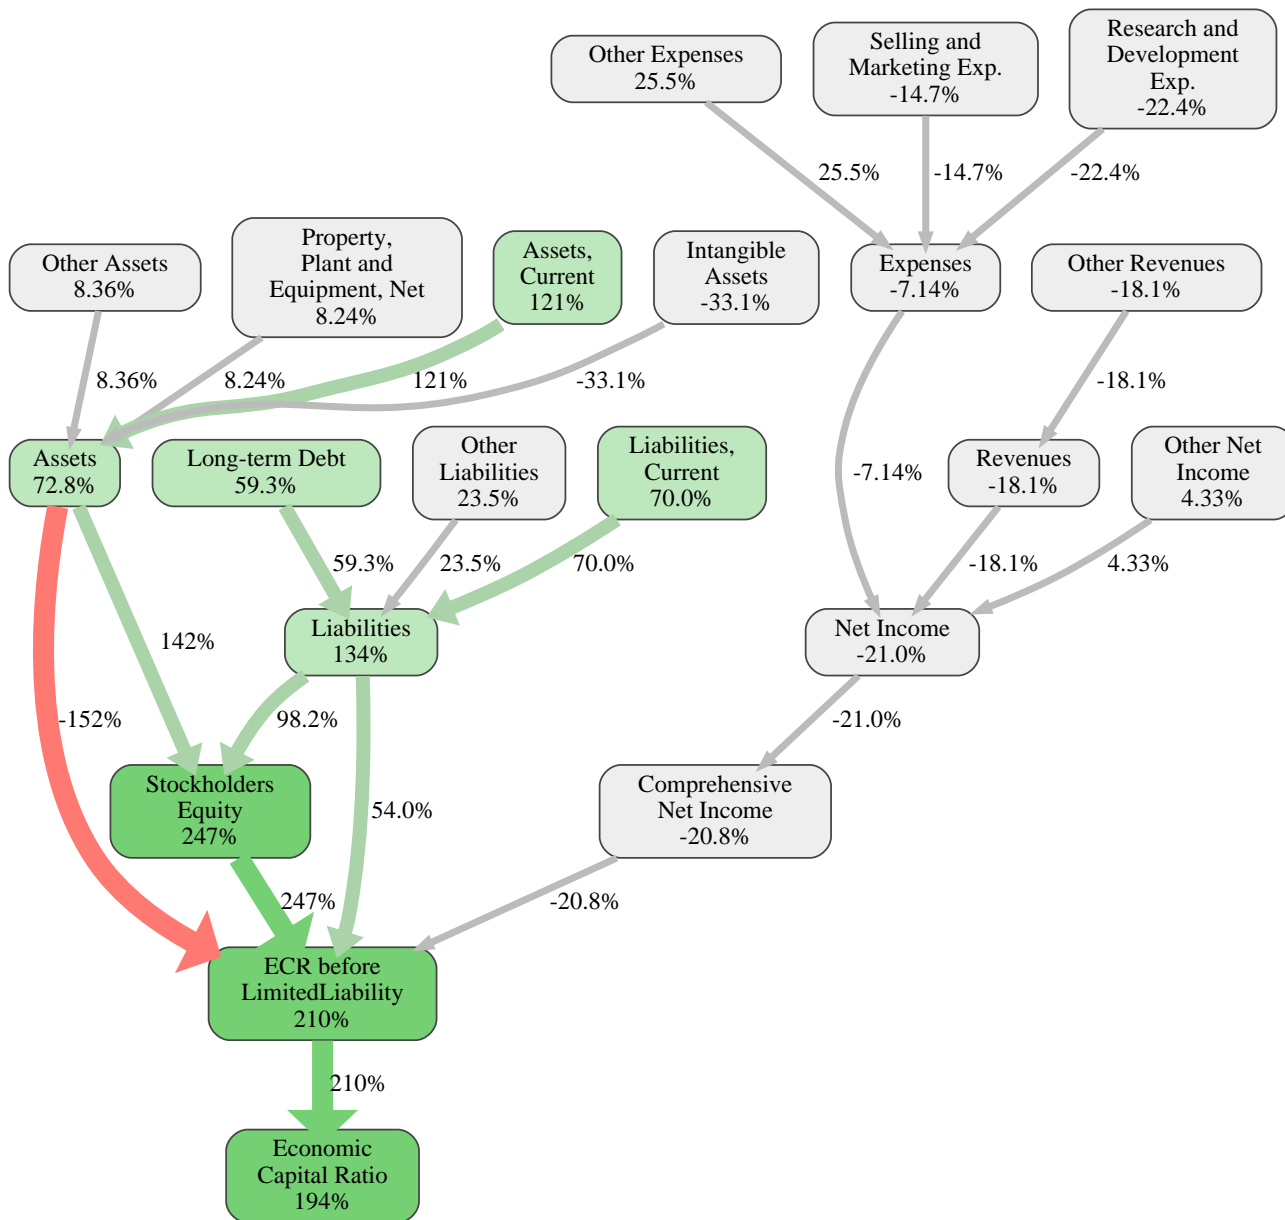 Other Expenses
25.5%
Selling and
Marketing Exp.
-14.7%
Research and
Development
Exp.
-22.4%
25.5%
-14.7%
-22.4%
Other Assets
8.36%
Property,
Plant and
Equipment, Net
8.24%
Assets,
Current
121%
Intangible
Assets
-33.1%
Expenses
-7.14%
Other Revenues
-18.1%
8.36%
8.24%
121%
-33.1%
-18.1%
Assets
72.8%
Long-term Debt
59.3%
Other
Liabilities
23.5%
Liabilities,
Current
70.0%
-7.14%
Revenues
-18.1%
Other Net
Income
4.33%
59.3%
23.5%
70.0%
-18.1%
4.33%
142%
Liabilities
134%
Net Income
-21.0%
-152%
98.2%
-21.0%
Stockholders
Equity
247%
54.0%
Comprehensive
Net Income
-20.8%
247%
-20.8%
ECR before
LimitedLiability
210%
210%
Economic
Capital Ratio
194%